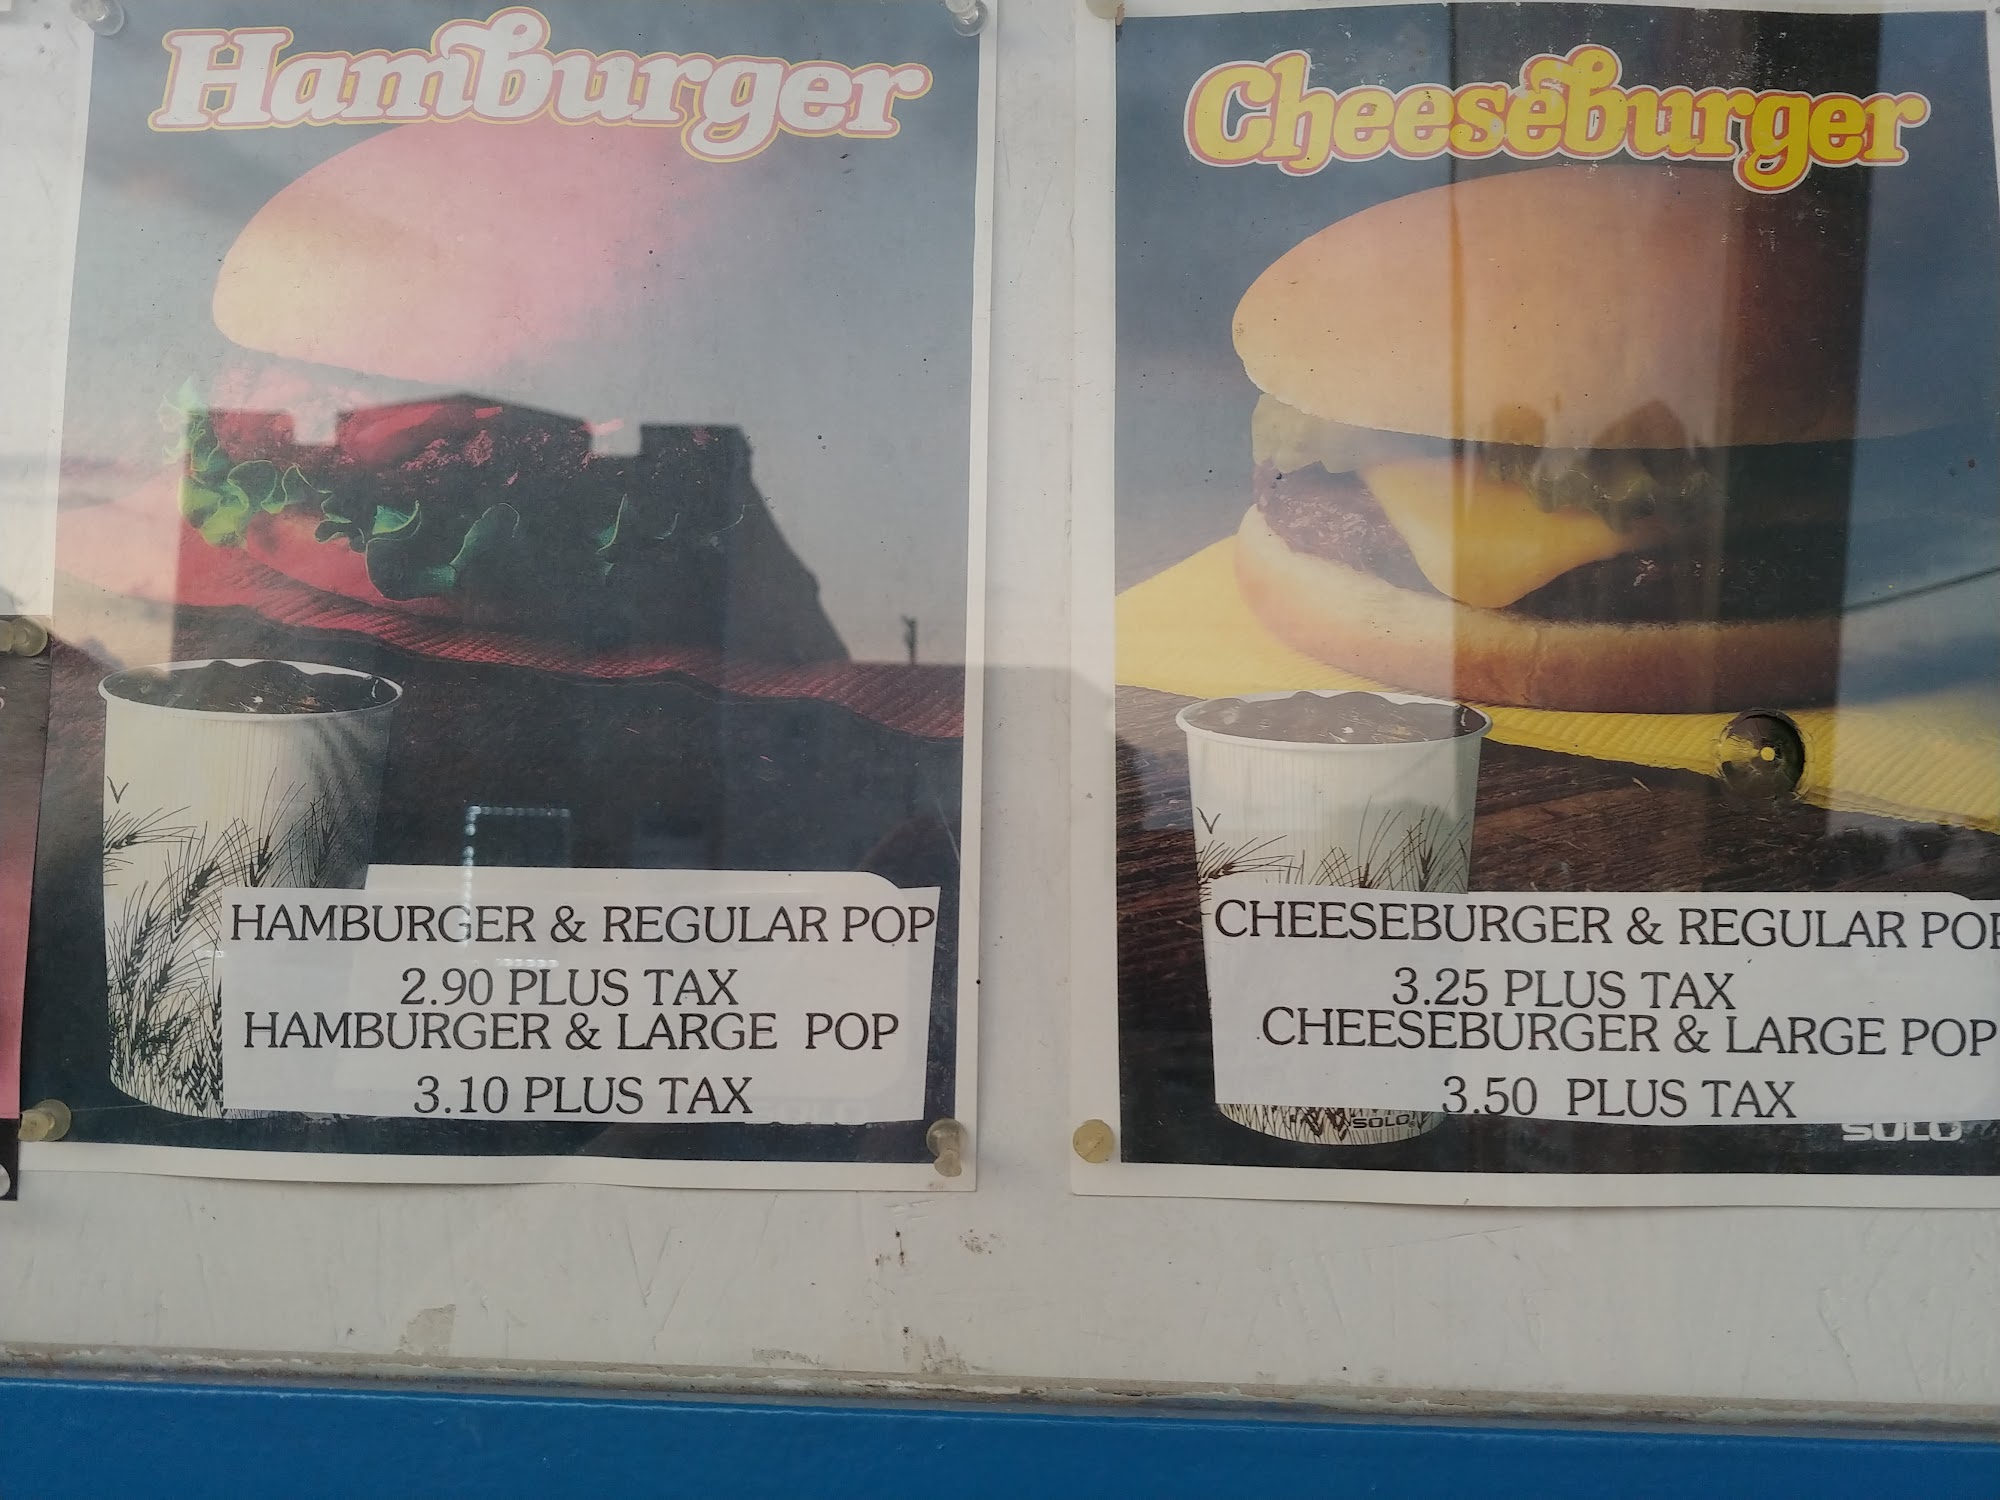 Hamburger
HAMBURGER & REGULAR POP
2.90 PLUS TAX
HAMBURGER & LARGE POP
3.10 PLUS TAX
Cheeseburger
CHEESEBURGER & REGULAR POP
3.25 PLUS TAX
CHEESEBURGER & LARGE POP
3.50 PLUS TAX
SOLO
SOLO